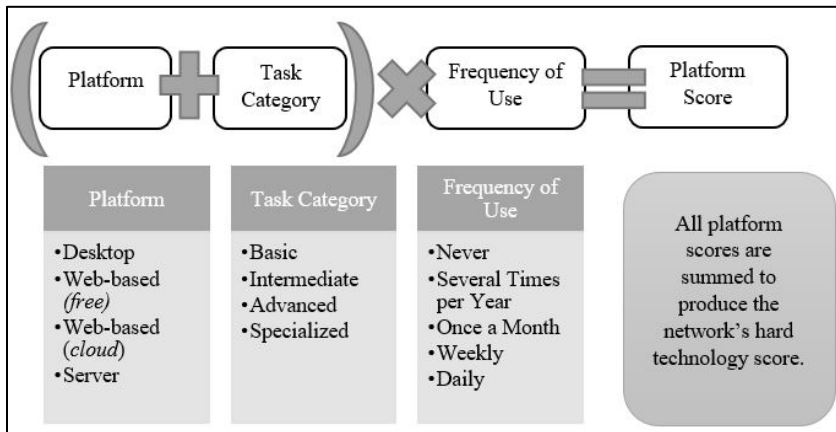 Platform
Task
Category
Frequency of
Use
Platform
Score
Platform
•Desktop
•Web-based
(free)
•Web-based
(cloud)
•Server
Task Category
•Basic
•Intermediate
•Advanced
•Specialized
Frequency of
Use
•Never
•Several Times
per Year
•Once a Month
•Weekly
•Daily
All platform
scores are
summed to
produce the
network’s hard
technology score.